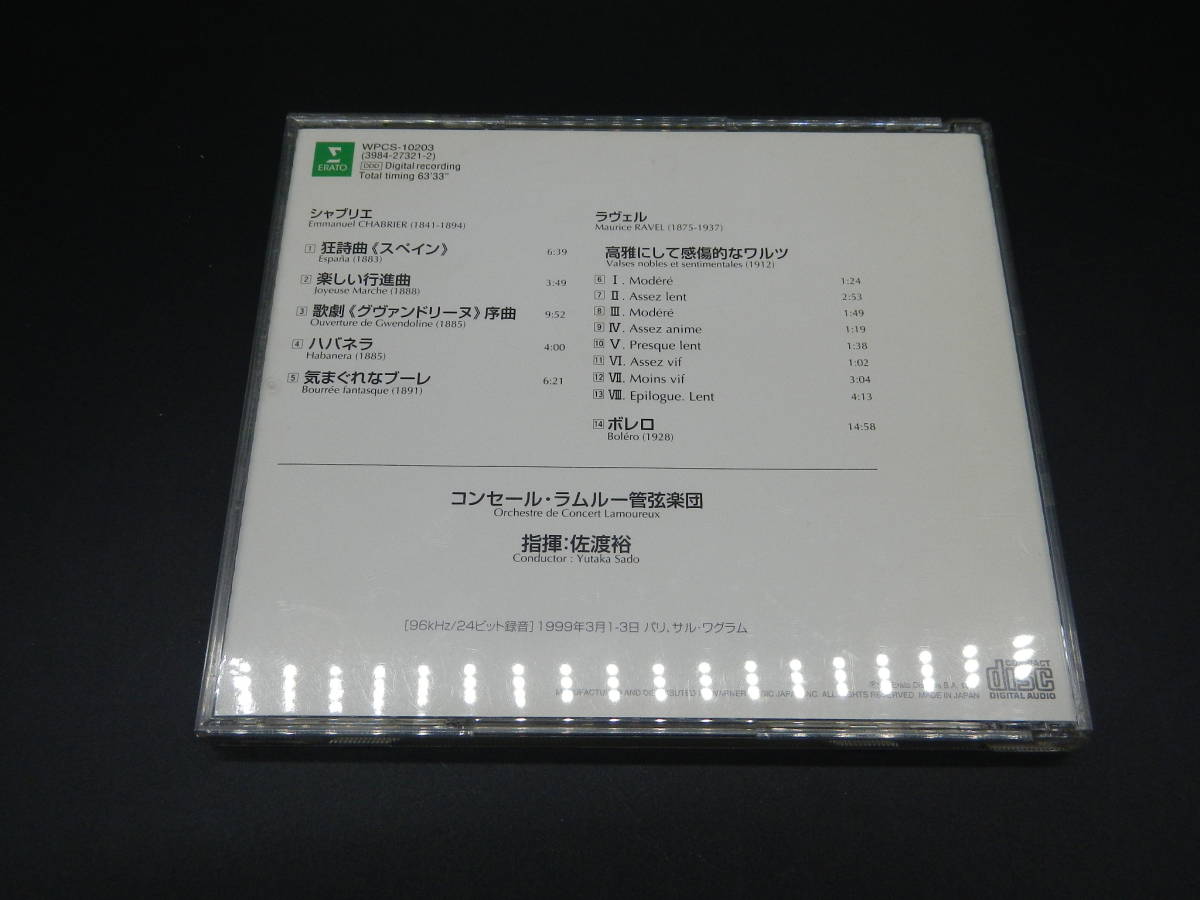 ERATO
WPCS-10203
(3984-27321-2)
DDD Digital recording
Total timing 63'33"
シャブリエ
Emmanuel CHABRIER (1841-1894)
1 狂詩曲《スペイン》 6:39
España (1883)
2 楽しい行進曲 3:49
Joyeuse Marche (1888)
3 歌劇《グヴァンドリーヌ》序曲 9:52
Ouverture de Gwendoline (1885)
4 ハバネラ 4:00
Habanera (1885)
5 気まぐれなブーレ 6:21
Bourrée fantasque (1891)
ラヴェル
Maurice RAVEL (1875-1937)
高雅にして感傷的なワルツ
Valses nobles et sentimentales (1912)
6 Ⅰ. Modéré 1:24
7 Ⅱ. Assez lent 2:53
8 Ⅲ. Modéré 1:49
9 Ⅳ. Assez anime 1:19
10 Ⅴ. Presque lent 1:38
11 Ⅵ. Assez vif 1:02
12 Ⅶ. Moins vif 3:04
13 Ⅷ. Epilogue. Lent 4:13
14 ボレロ 14:58
Boléro (1928)
コンセール・ラムルー管弦楽団
Orchestre de Concert Lamoureux
指揮:佐渡裕
Conductor : Yutaka Sado
[96kHz/24ビット録音] 1999年3月1-3日 パリ、サル・ワグラム
COMPACT disc DIGITAL AUDIO
Erato S.A.
MANUFACTURED AND DISTRIBUTED WARNER MUSIC JAPAN INC. ALL RIGHTS RESERVED. MADE IN JAPAN